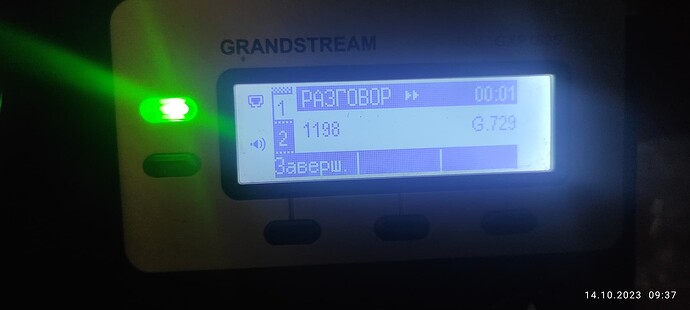 GRANDSTREAM
1 РАЗГОВОР 00:01
2 1198 G.729
Заверш.
14.10.2023 09:37